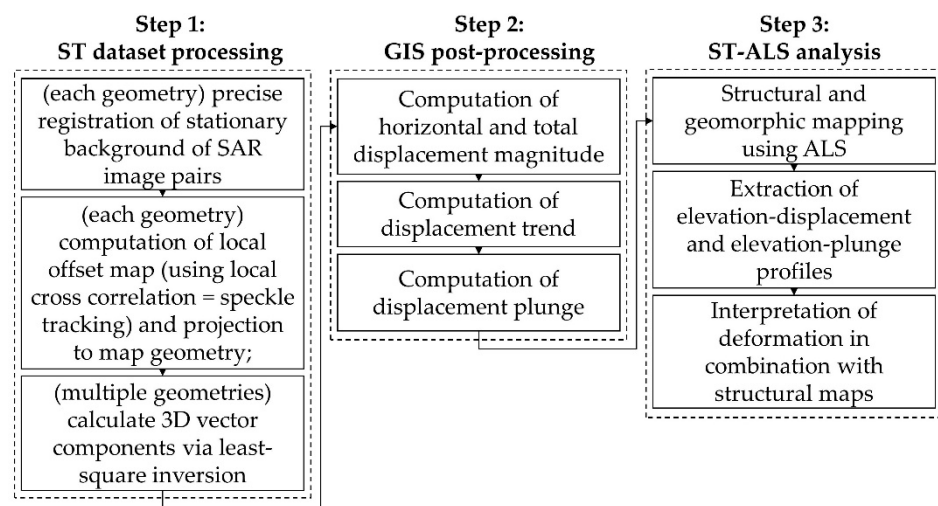 Step 1:
ST dataset processing
(each geometry) precise
registration of stationary
background of SAR
image pairs
(each geometry)
computation of local
offset map (using local
cross correlation = speckle
tracking) and projection
to map geometry;
(multiple geometries)
calculate 3D vector
components via least-
square inversion
Step 2:
GIS post-processing
Computation of
horizontal and total
displacement magnitude
Computation of
displacement trend
Computation of
displacement plunge
Step 3:
ST-ALS analysis
Structural and
geomorphic mapping
using ALS
Extraction of
elevation-displacement
and elevation-plunge
profiles
Interpretation of
deformation in
combination with
structural maps